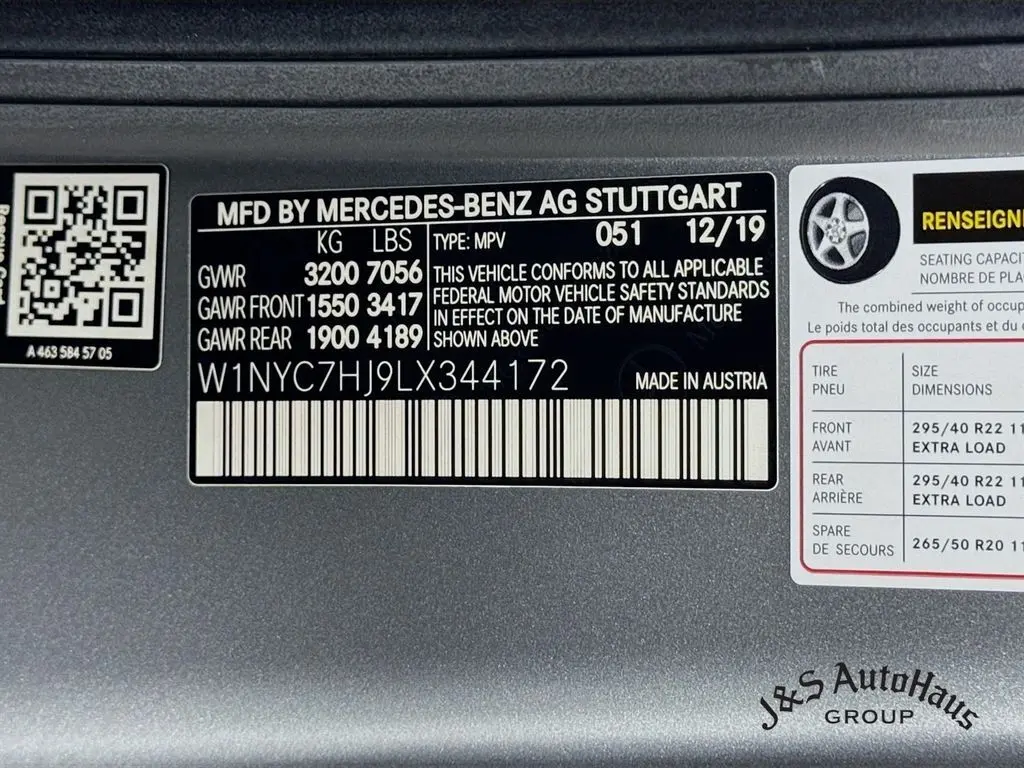 Rescue Card
A 463 584 57 05
MFD BY MERCEDES-BENZ AG STUTTGART
KG LBS
TYPE: MPV 051 12/19
GVWR 3200 7056
GAWR FRONT 1550 3417
GAWR REAR 1900 4189
THIS VEHICLE CONFORMS TO ALL APPLICABLE
FEDERAL MOTOR VEHICLE SAFETY STANDARDS
IN EFFECT ON THE DATE OF MANUFACTURE
SHOWN ABOVE
W1NYC7HJ9LX344172
MADE IN AUSTRIA
RENSEIGN
SEATING CAPACI
NOMBRE DE PLA
The combined weight of occup
Le poids total des occupants et du
TIRE SIZE
PNEU DIMENSIONS
FRONT 295/40 R22 11
AVANT EXTRA LOAD
REAR 295/40 R22 11
ARRIÈRE EXTRA LOAD
SPARE
DE SECOURS 265/50 R20 11
J&S AutoHaus
GROUP